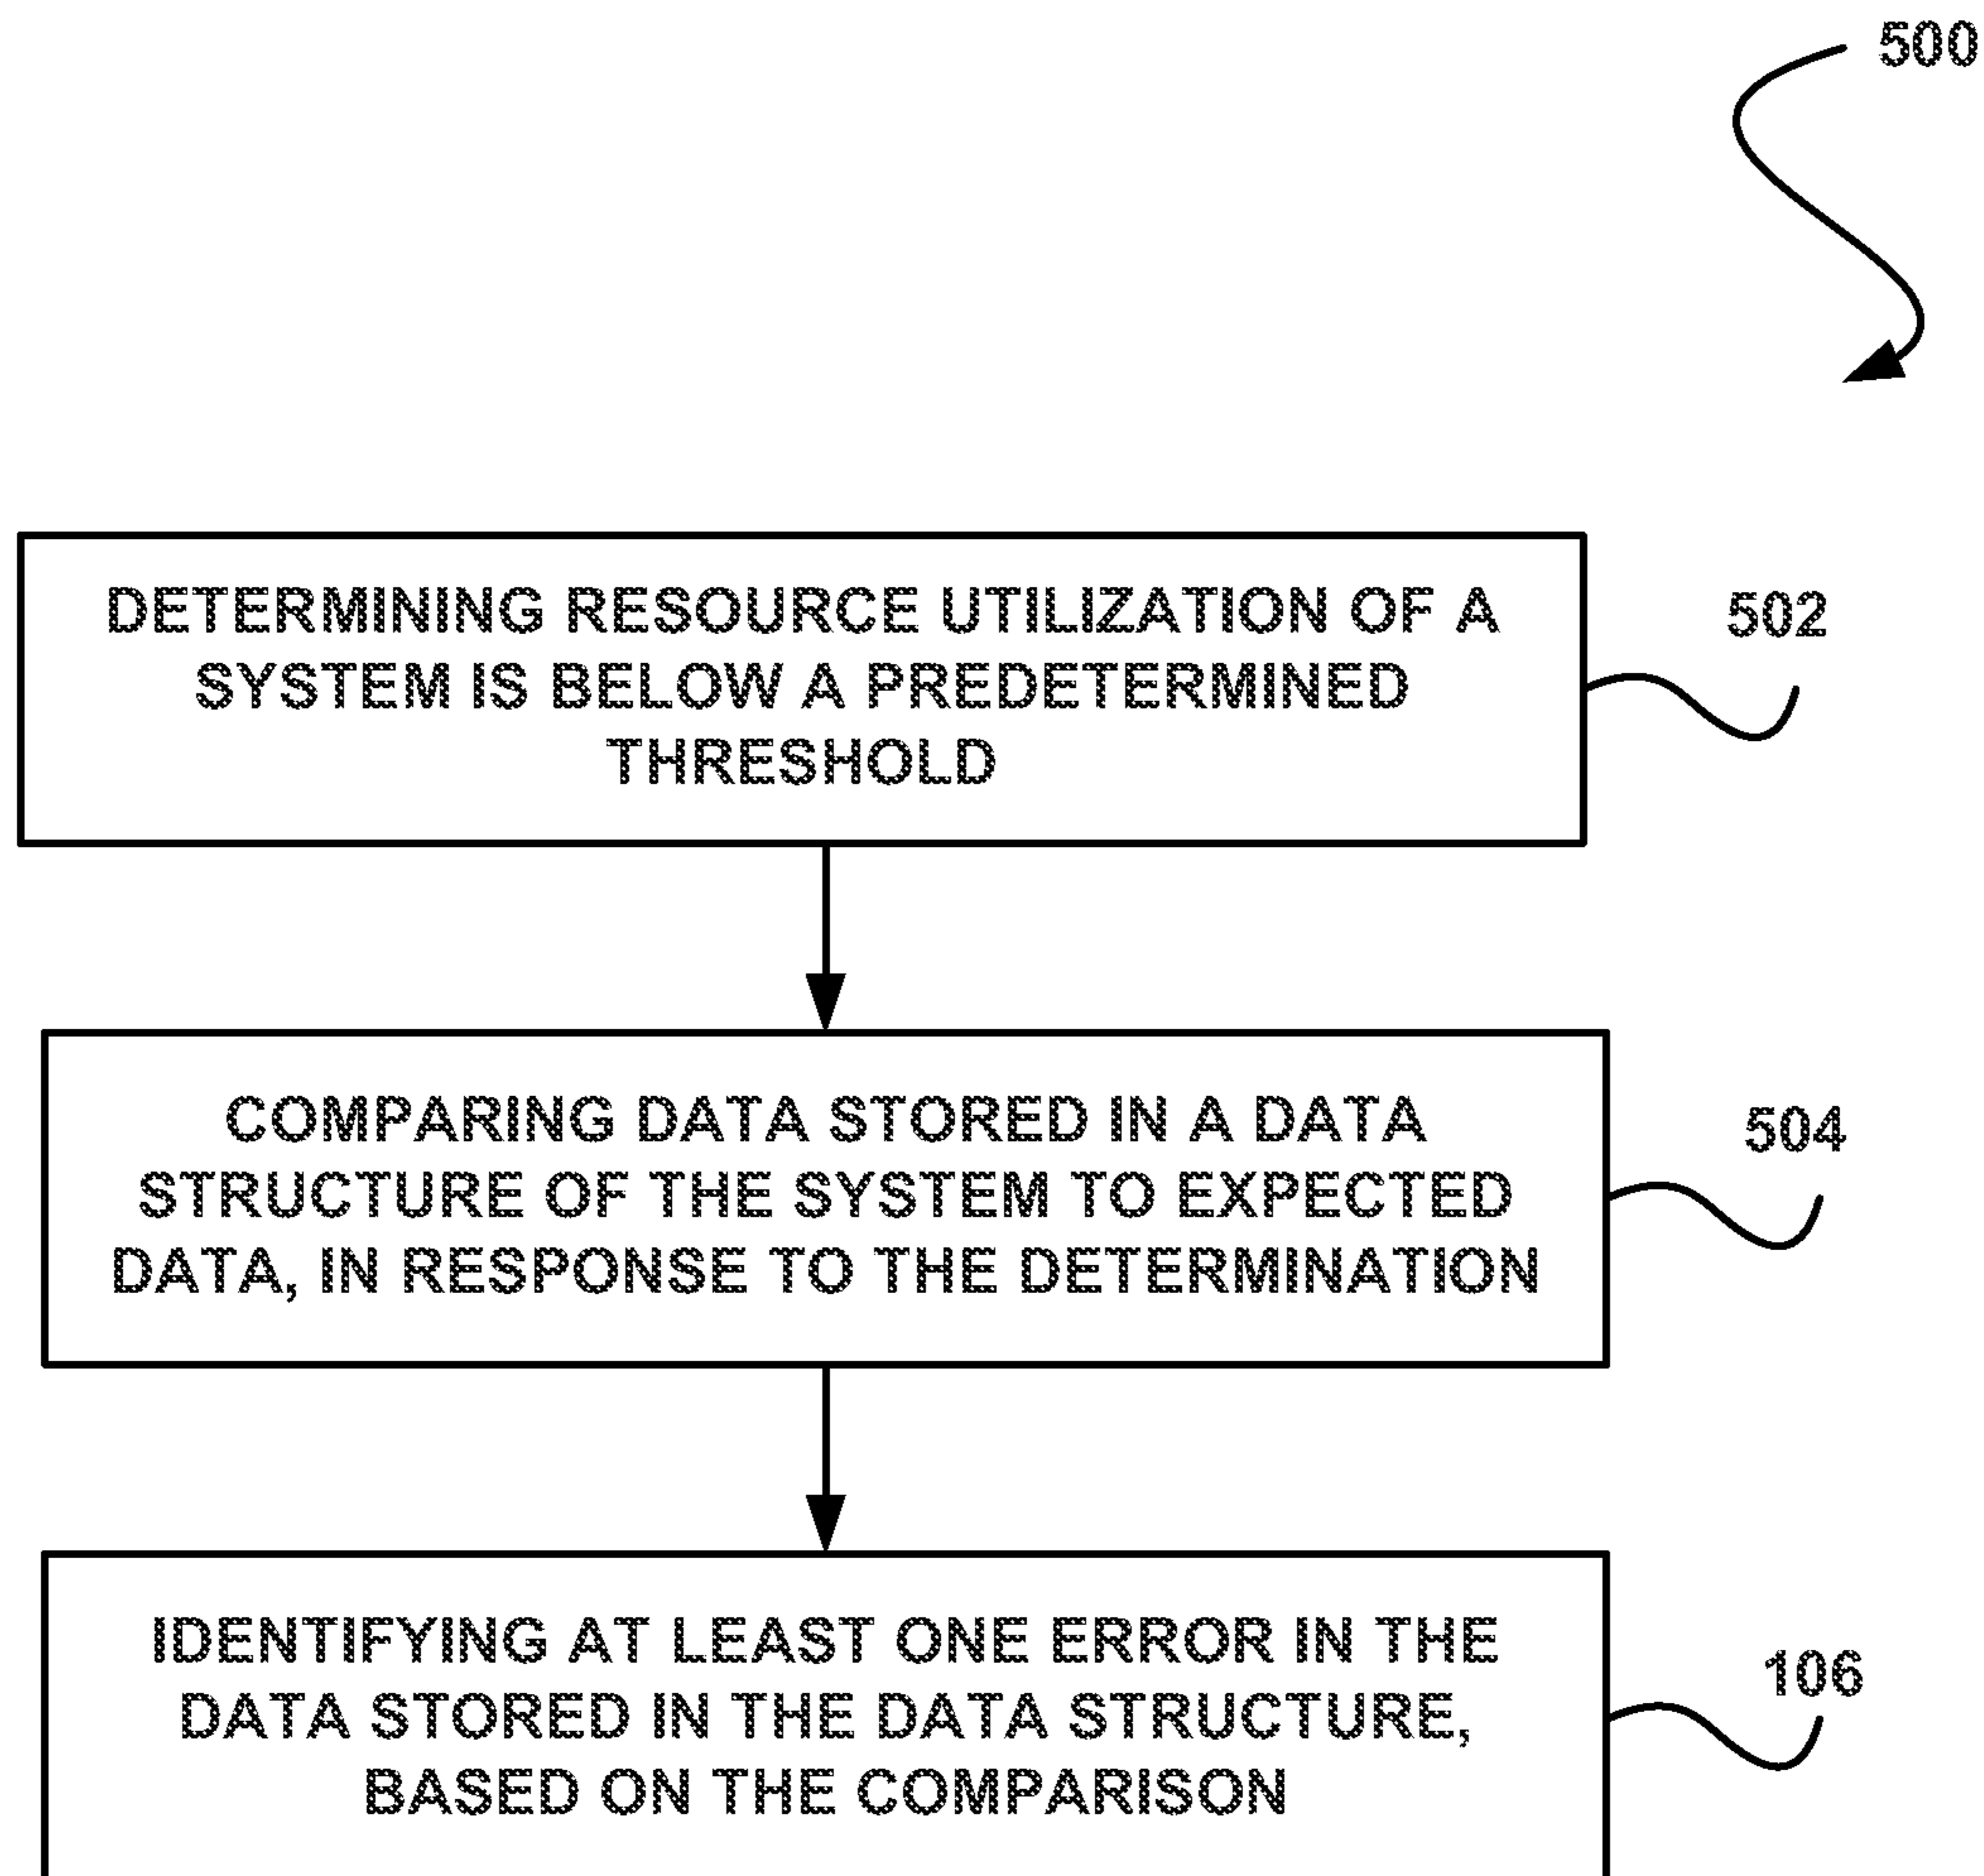 500
DETERMINING RESOURCE UTILIZATION OF A
SYSTEM IS BELOW A PREDETERMINED
THRESHOLD
502
COMPARING DATA STORED IN A DATA
STRUCTURE OF THE SYSTEM TO EXPECTED
DATA, IN RESPONSE TO THE DETERMINATION
504
IDENTIFYING AT LEAST ONE ERROR IN THE
DATA STORED IN THE DATA STRUCTURE,
BASED ON THE COMPARISON
106